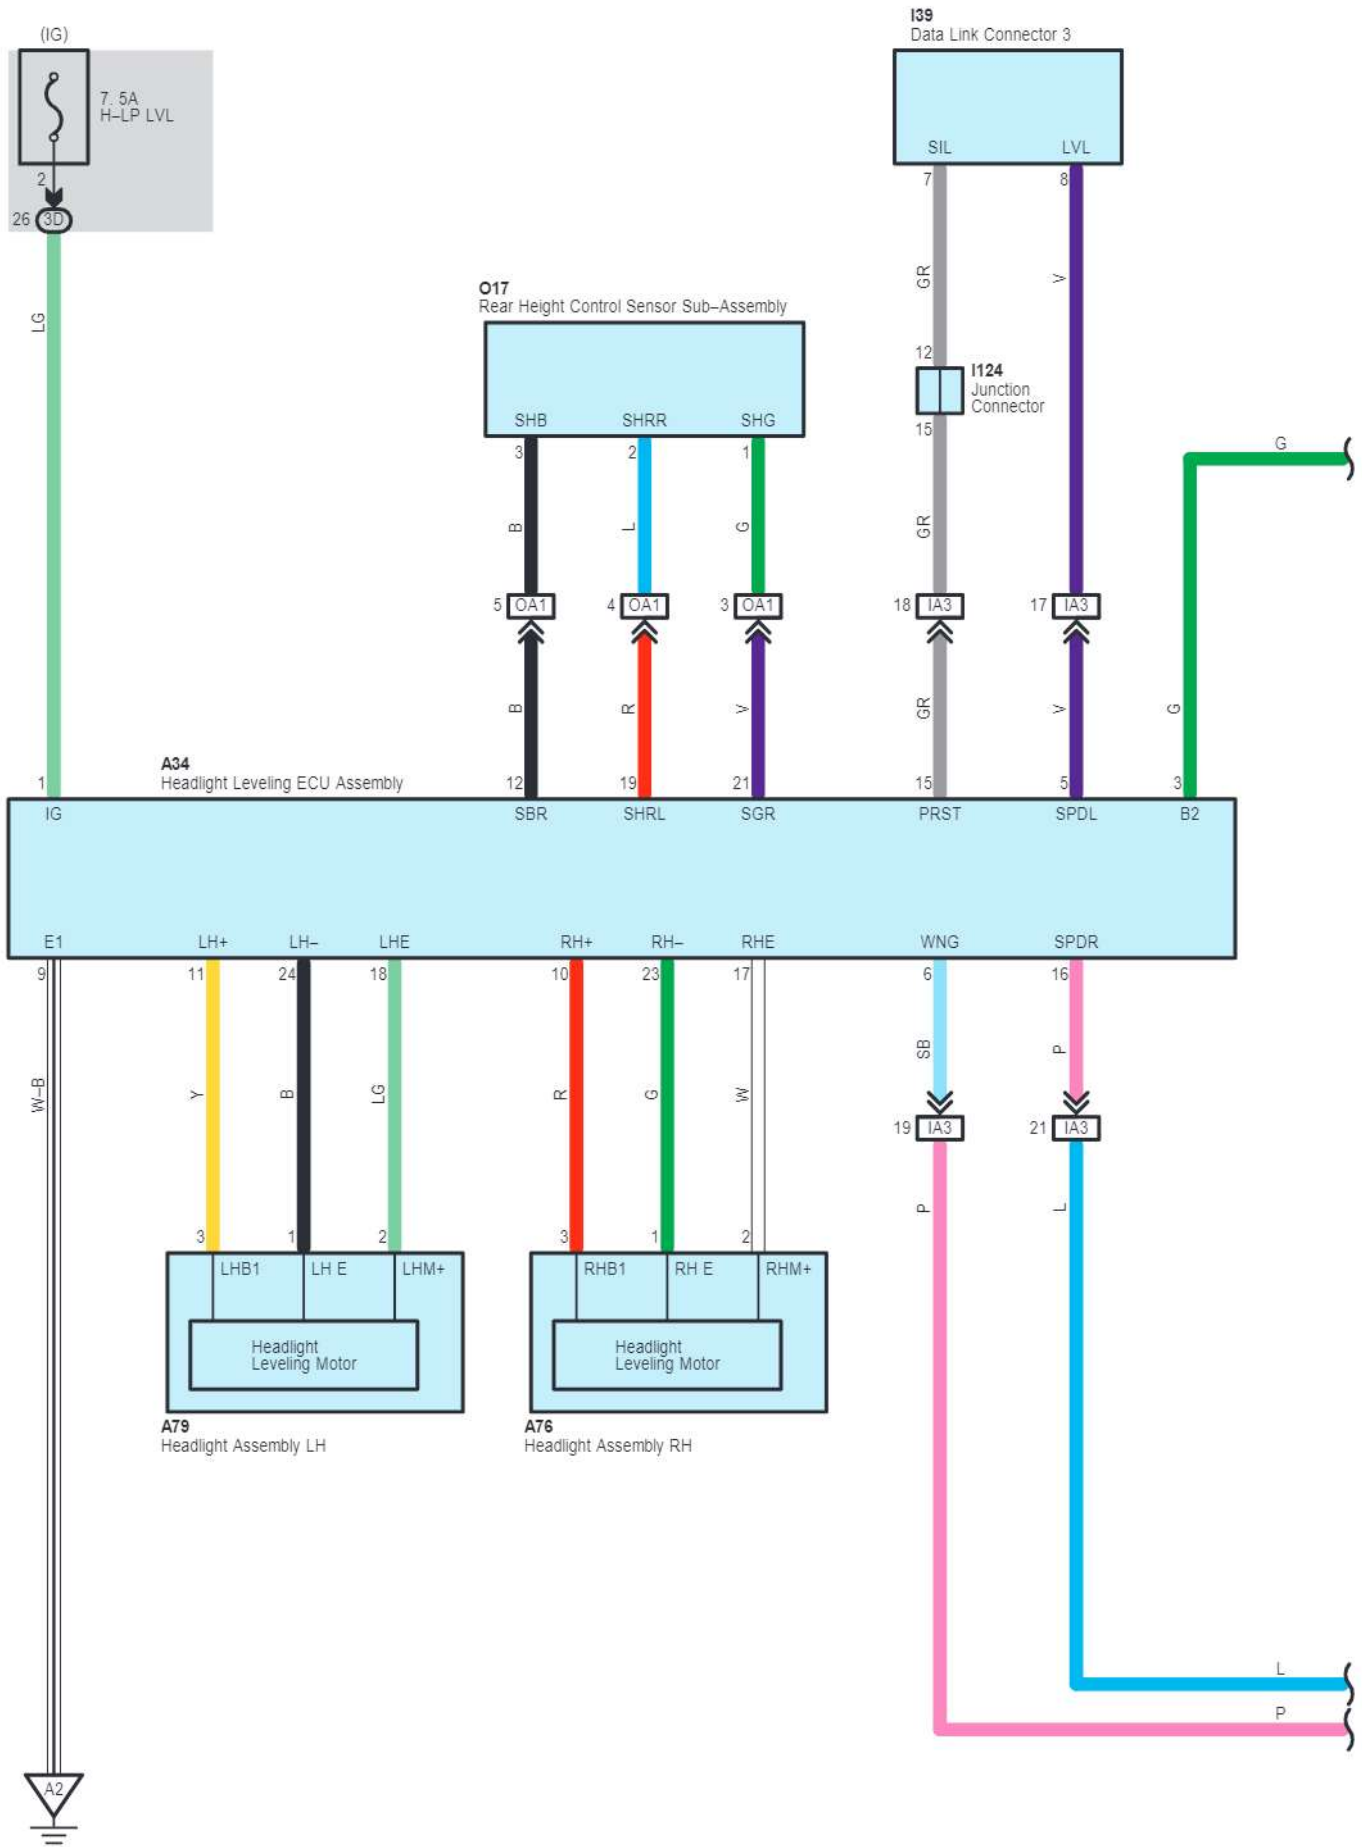 (IG)
7. 5A
H–LP LVL
2
26 3D
LG
I39
Data Link Connector 3
SIL LVL
7 8
GR V
12
I124
Junction
Connector
15
O17
Rear Height Control Sensor Sub–Assembly
SHB SHRR SHG
3 2 1
B L G GR
G
5 OA1 4 OA1 3 OA1 18 IA3 17 IA3
B R V GR V G
A34
Headlight Leveling ECU Assembly
1 12 19 21 15 5 3
IG SBR SHRL SGR PRST SPDL B2
E1 LH+ LH– LHE RH+ RH– RHE WNG SPDR
9 11 24 18 10 23 17 6 16
W–B Y B LG R G W SB P
19 IA3 21 IA3
P L
3 1 2 3 1 2
LHB1 LH E LHM+ RHB1 RH E RHM+
Headlight
Leveling Motor
Headlight
Leveling Motor
A79
Headlight Assembly LH
A76
Headlight Assembly RH
L
P
A2